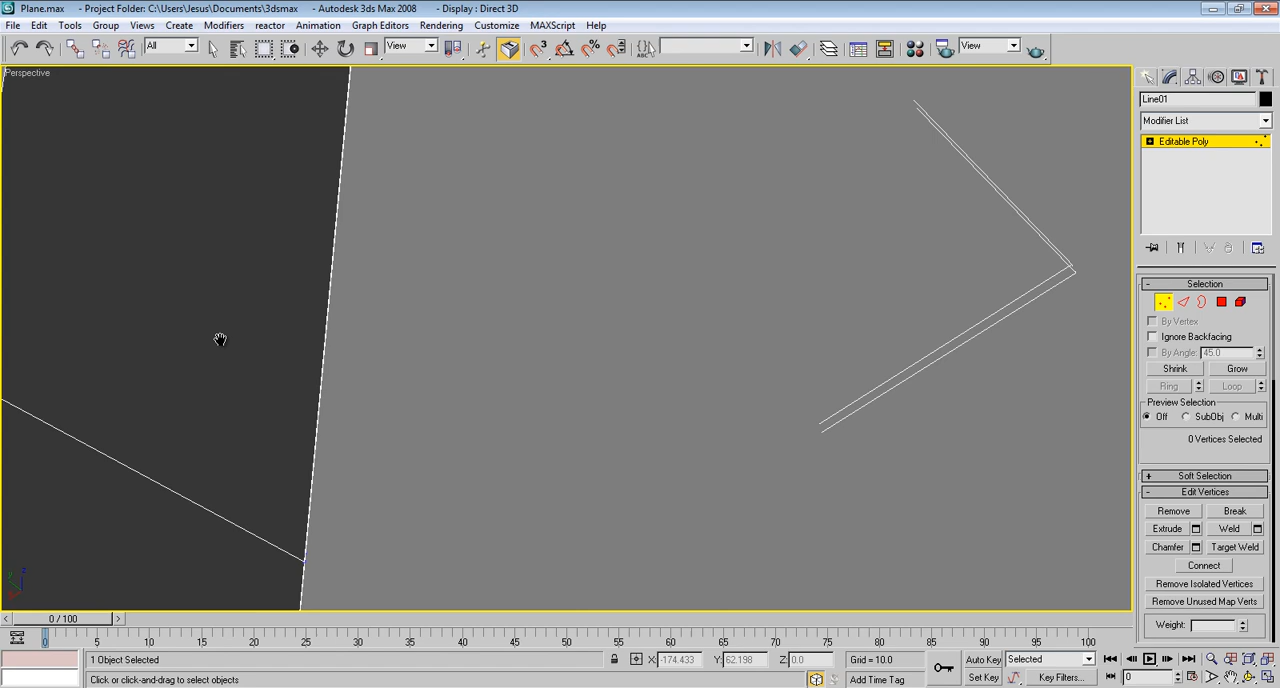 Plane.max - Project Folder: C:\Users\Jesus\Documents\3dsmax - Autodesk 3ds Max 2008 - Display : Direct 3D
File Edit Tools Group Views Create Modifiers reactor Animation Graph Editors Rendering Customize MAXScript Help
All View View
Perspective
Line01
Modifier List
Editable Poly
- Selection
By Vertex
Ignore Backfacing
By Angle: 45.0
Shrink Grow
Ring Loop
Preview Selection
Off SubObj Multi
0 Vertices Selected
+ Soft Selection
- Edit Vertices
Remove Break
Extrude Weld
Chamfer Target Weld
Connect
Remove Isolated Vertices
Remove Unused Map Verts
Weight:
< 0 / 100 >
0 5 10 15 20 25 30 35 40 45 50 55 60 65 70 75 80 85 90 95 100
1 Object Selected X: -174.433 Y: 62.198 Z: 0.0 Grid = 10.0 Auto Key Selected
Click or click-and-drag to select objects Add Time Tag Set Key Key Filters... 0